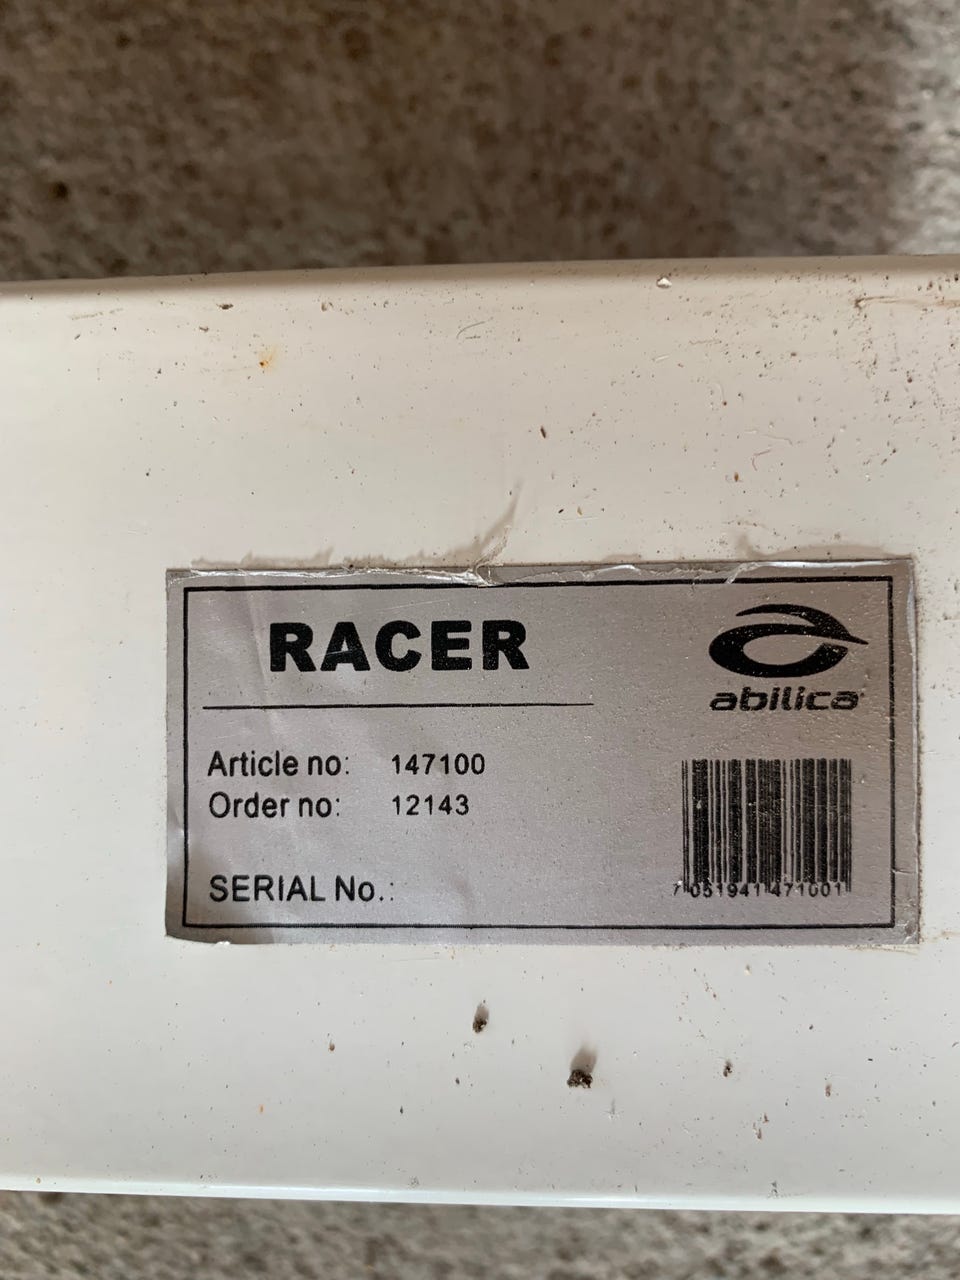 RACER
abilica
Article no: 147100
Order no: 12143
SERIAL No.:
7 051941 471001